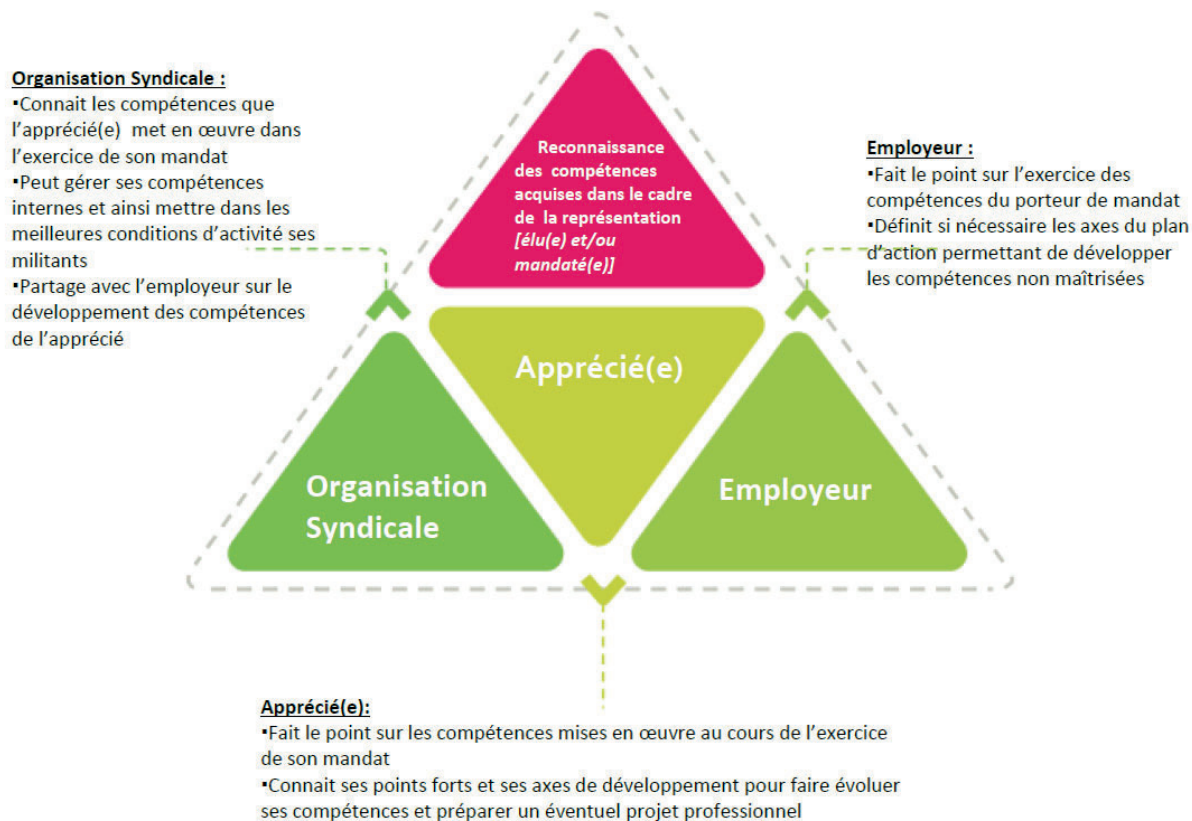 Organisation Syndicale :
▪Connait les compétences que
l'apprécié(e) met en œuvre dans
l'exercice de son mandat
▪Peut gérer ses compétences
internes et ainsi mettre dans les
meilleures conditions d'activité ses
militants
▪Partage avec l'employeur sur le
développement des compétences
de l'apprécié
Reconnaissance
des compétences
acquises dans le cadre
de la représentation
[élu(e) et/ou
mandaté(e)]
Employeur :
▪Fait le point sur l'exercice des
compétences du porteur de mandat
▪Définit si nécessaire les axes du plan
d'action permettant de développer
les compétences non maîtrisées
Apprécié(e)
Organisation
Syndicale
Employeur
Apprécié(e):
▪Fait le point sur les compétences mises en œuvre au cours de l'exercice
de son mandat
▪Connait ses points forts et ses axes de développement pour faire évoluer
ses compétences et préparer un éventuel projet professionnel